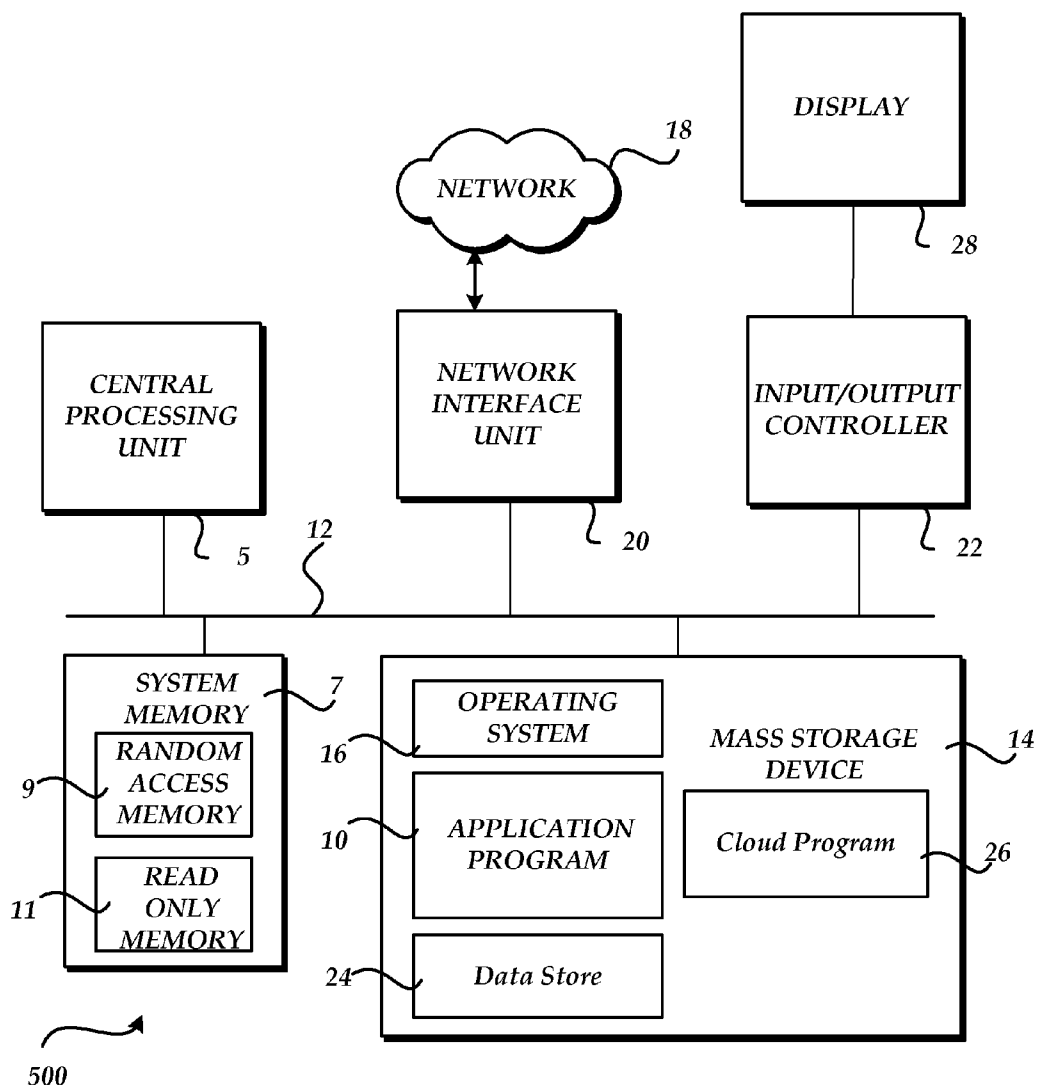 DISPLAY
28
18
NETWORK
CENTRAL
PROCESSING
UNIT
5
NETWORK
INTERFACE
UNIT
20
INPUT/OUTPUT
CONTROLLER
22
12
SYSTEM
MEMORY
7
RANDOM
ACCESS
MEMORY
9
READ
ONLY
MEMORY
11
OPERATING
SYSTEM
16
MASS STORAGE
DEVICE
14
APPLICATION
PROGRAM
10
Cloud Program
26
Data Store
24
500